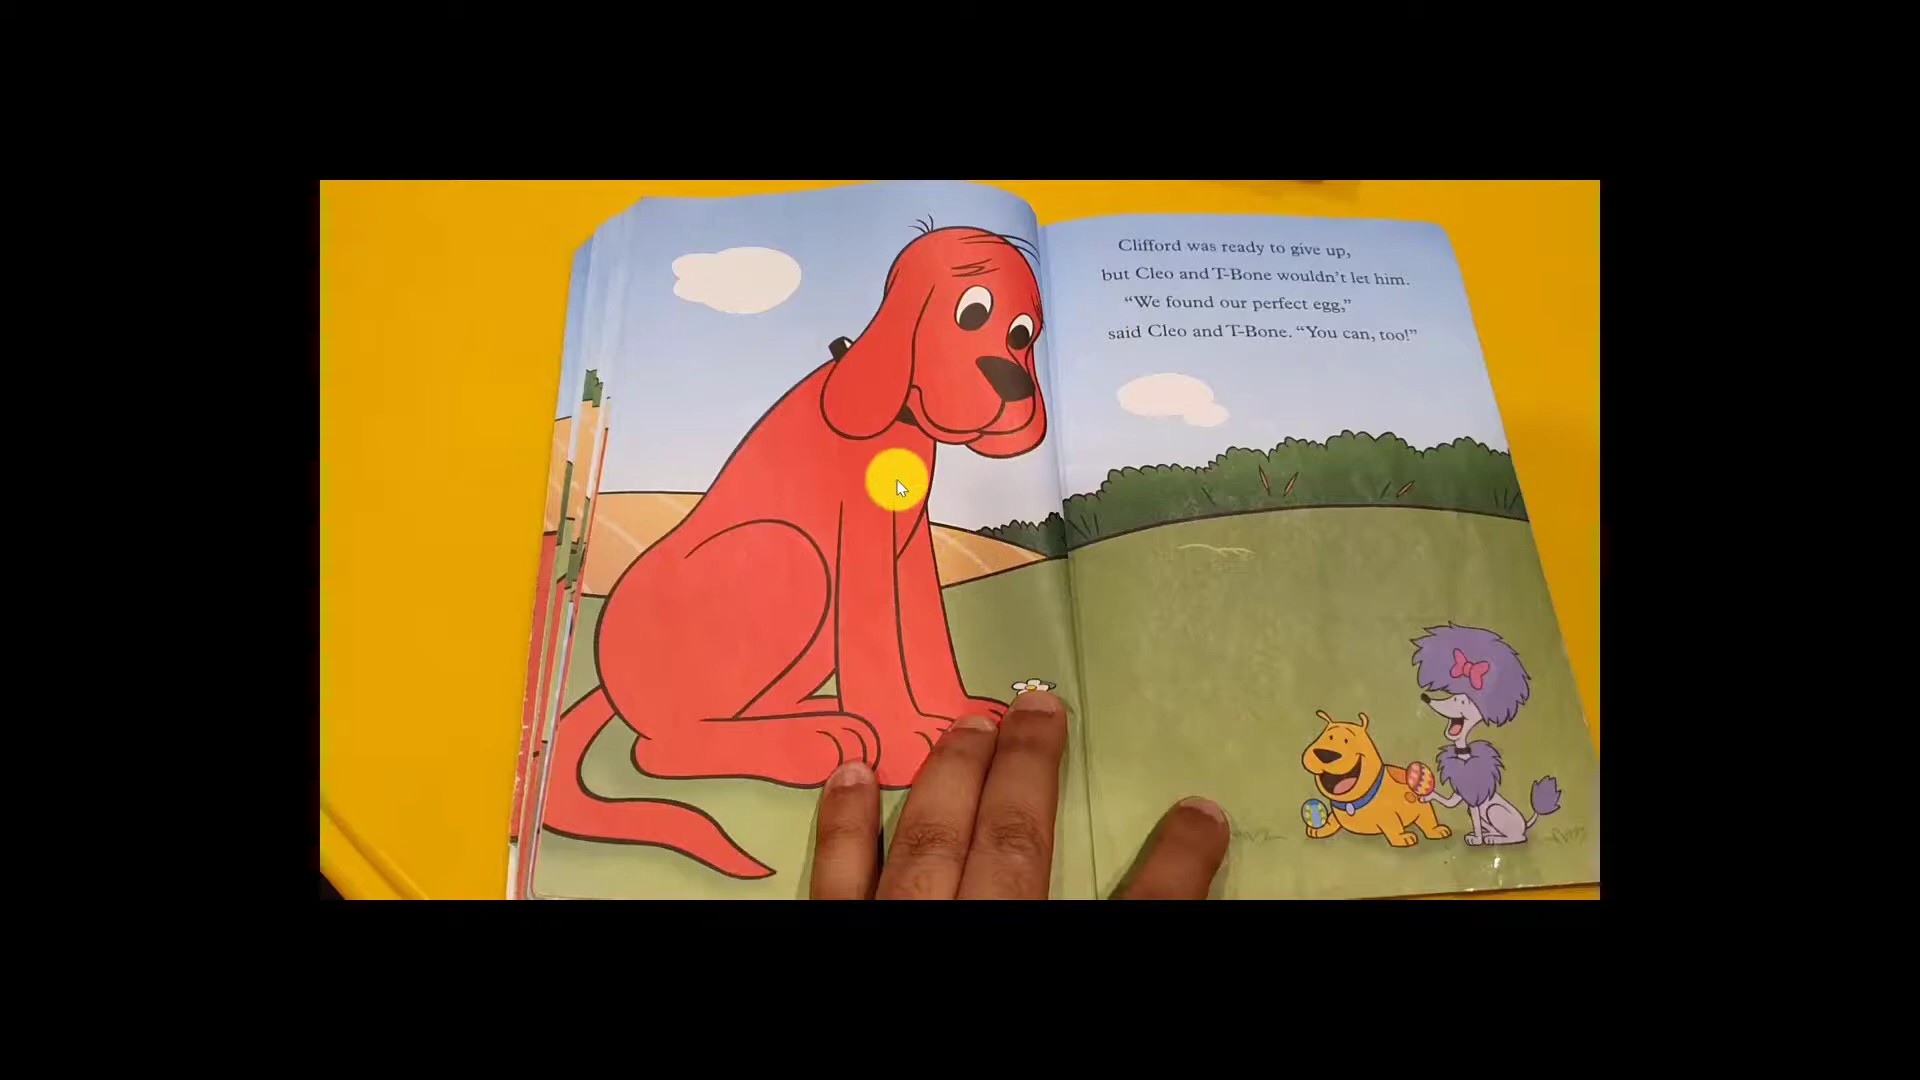 Clifford was ready to give up,
but Cleo and T-Bone wouldn't let him.
“We found our perfect egg,”
said Cleo and T-Bone. “You can, too!”